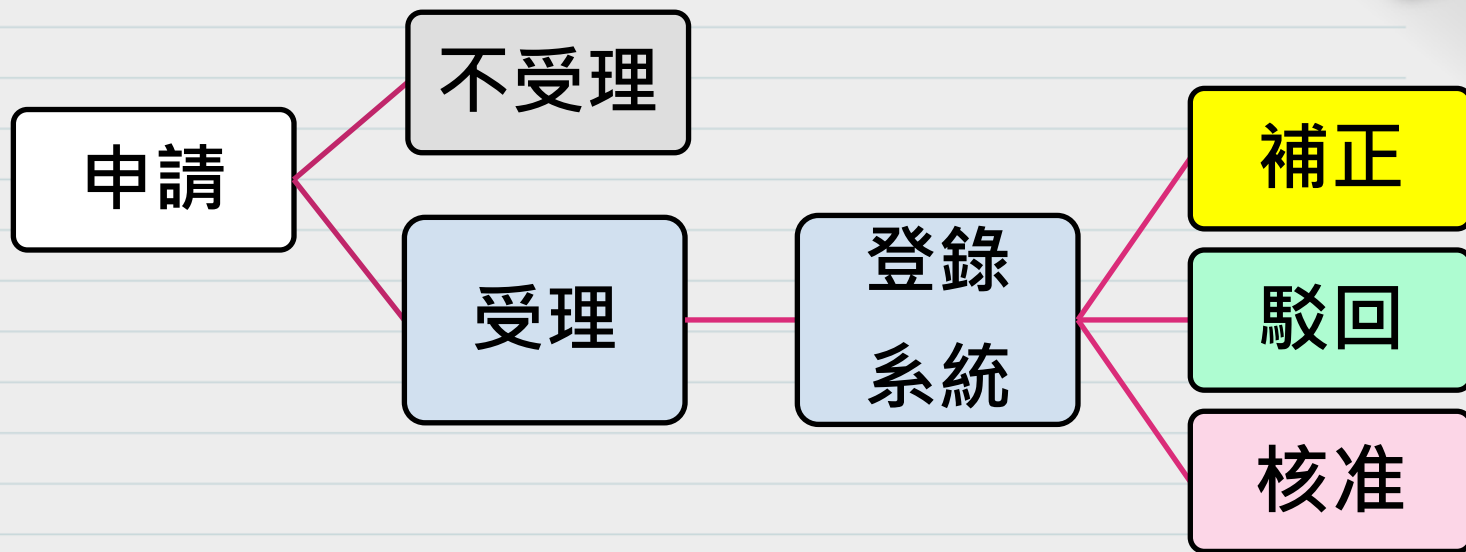 申請
不受理
受理
登錄
系統
補正
駁回
核准